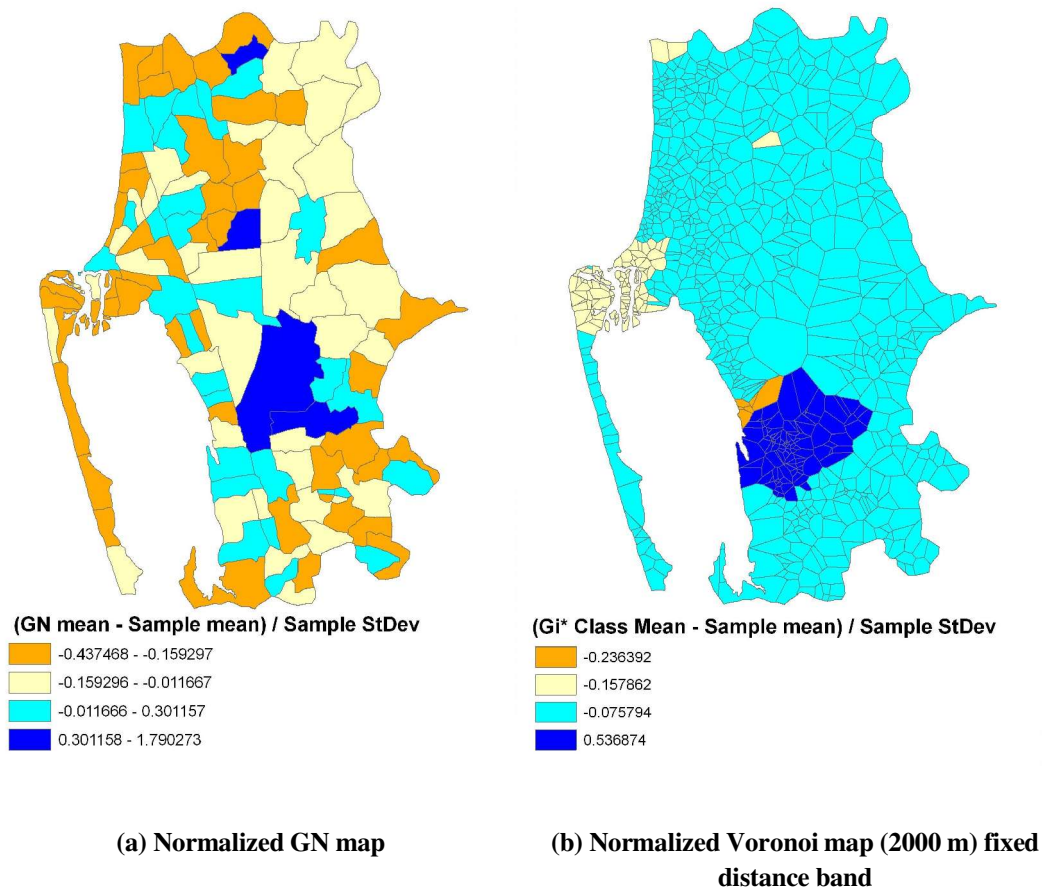 (GN mean - Sample mean) / Sample StDev
-0.437468 - -0.159297
-0.159296 - -0.011667
-0.011666 - 0.301157
0.301158 - 1.790273
(Gi* Class Mean - Sample mean) / Sample StDev
-0.236392
-0.157862
-0.075794
0.536874
(a) Normalized GN map
(b) Normalized Voronoi map (2000 m) fixed
distance band